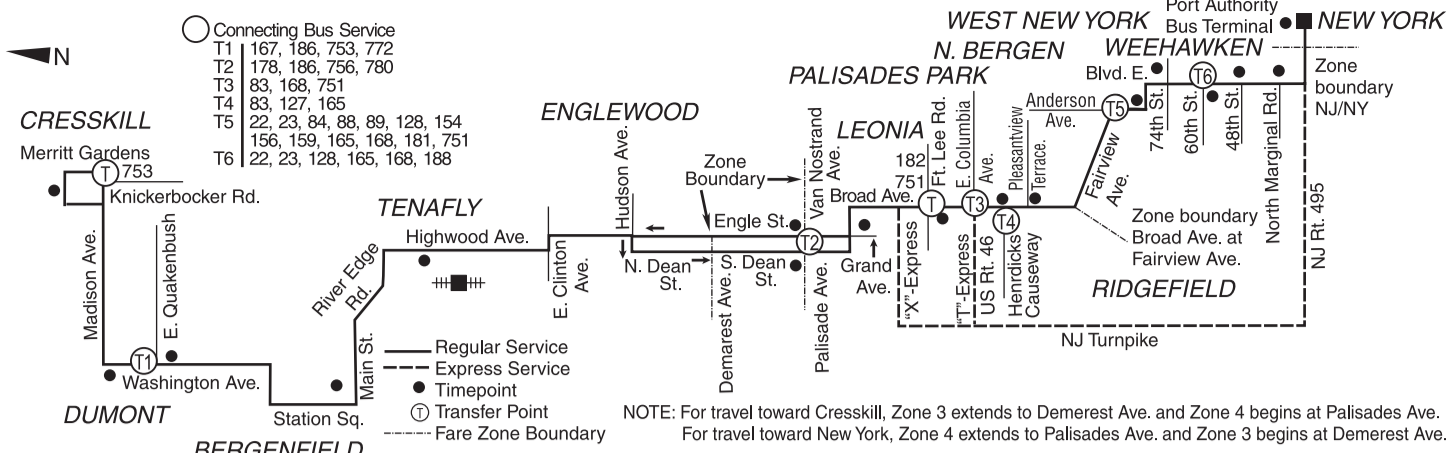 N
Connecting Bus Service
T1 167, 186, 753, 772
T2 178, 186, 756, 780
T3 83, 168, 751
T4 83, 127, 165
T5 22, 23, 84, 88, 89, 128, 154
156, 159, 165, 168, 181, 751
T6 22, 23, 128, 165, 168, 188
CRESSKILL
Merritt Gardens
T 753
Knickerbocker Rd.
Madison Ave.
E. Quakenbush
T1
Washington Ave.
DUMONT
Station Sq.
BERGENFIELD
Main St.
River Edge
Rd.
TENAFLY
Highwood Ave.
E. Clinton
Ave.
ENGLEWOOD
Hudson Ave.
N. Dean
St.
Zone
Boundary
Engle St.
S. Dean
St.
Demarest Ave.
T2
Van Nostrand
Ave.
Palisade Ave.
Grand
Ave.
PALISADES PARK
LEONIA
182
751
Broad Ave.
T
Ft. Lee Rd.
E. Columbia
Ave.
T3
T4
"X"-Express
"T"-Express
US Rt. 46
Henrdicks
Causeway
Pleasantview
Terrace.
Anderson
Ave.
T5
Fairview
Ave.
Zone boundary
Broad Ave. at
Fairview Ave.
RIDGEFIELD
NJ Turnpike
WEST NEW YORK
N. BERGEN
WEEHAWKEN
Blvd. E.
T6
74th St.
60th St.
48th St.
North Marginal Rd.
NJ Rt. 495
Port Authority
Bus Terminal
NEW YORK
Zone
boundary
NJ/NY
Regular Service
Express Service
Timepoint
T Transfer Point
Fare Zone Boundary
NOTE: For travel toward Cresskill, Zone 3 extends to Demerest Ave. and Zone 4 begins at Palisades Ave.
For travel toward New York, Zone 4 extends to Palisades Ave. and Zone 3 begins at Demerest Ave.